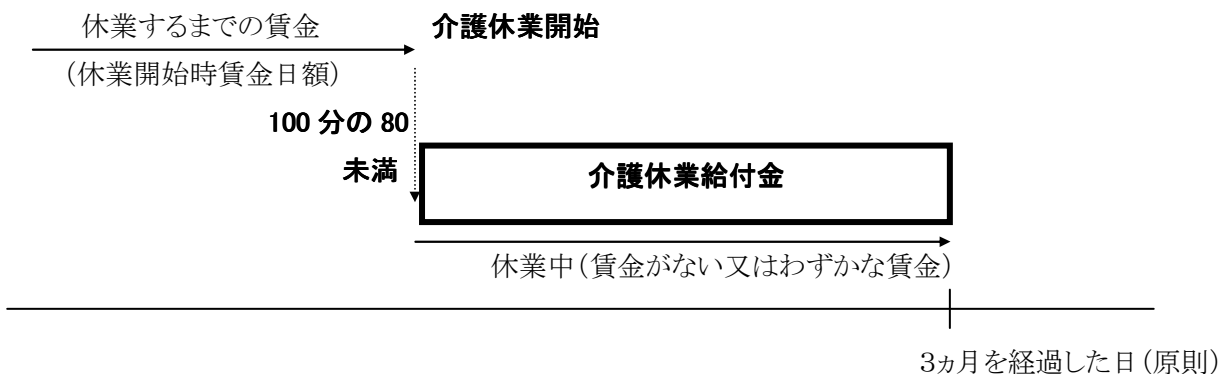 休業するまでの賃金
介護休業開始
(休業開始時賃金日額)
100 分の 80
未満
介護休業給付金
休業中(賃金がない又はわずかな賃金)
3ヵ月を経過した日(原則)